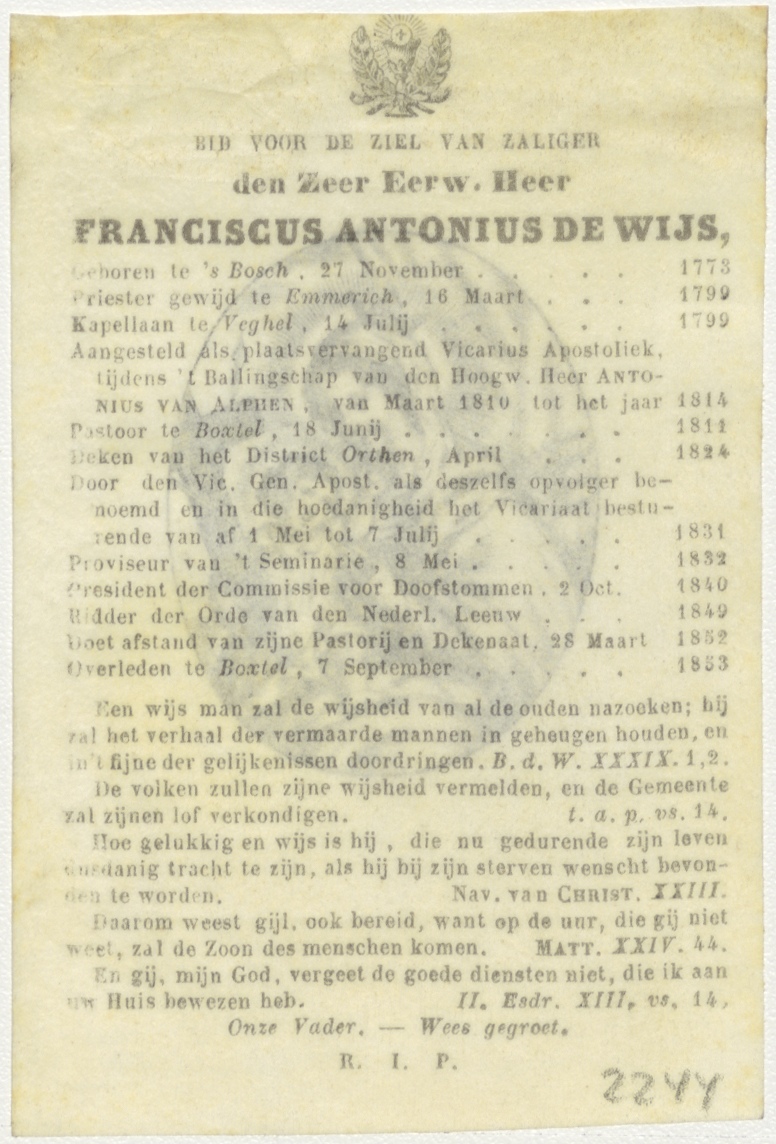 BID VOOR DE ZIEL VAN ZALIGER
den Zeer Eerw. Heer
FRANCISCUS ANTONIUS DE WIJS,
Geboren te 's Bosch, 27 November . . . . . 1773
Priester gewijd te Emmerich, 16 Maart . . . 1799
Kapellaan te Veghel, 14 Julij . . . . . . 1799
Aangesteld als plaatsvervangend Vicarius Apostoliek,
tijdens 't Ballingschap van den Hoogw. Heer ANTO-
NIUS VAN ALPHEN, van Maart 1810 tot het jaar 1814
Pastoor te Boxtel, 18 Junij . . . . . . . 1811
Deken van het District Orthen, April . . . 1824
Door den Vic. Gen. Apost. als deszelfs opvolger be-
noemd en in die hoedanigheid het Vicariaat bestu-
rende van af 1 Mei tot 7 Julij . . . . . 1831
Proviseur van 't Seminarie, 8 Mei . . . . . 1832
President der Commissie voor Doofstommen. 2 Oct. 1840
Ridder der Orde van den Nederl. Leeuw . . . 1849
Doet afstand van zijne Pastorij en Dekenaat, 28 Maart 1852
Overleden te Boxtel, 7 September . . . . . 1853
Een wijs man zal de wijsheid van al de ouden nazoeken; hij
zal het verhaal der vermaarde mannen in geheugen houden, en
in't fijne der gelijkenissen doordringen. B. d. W. XXXIX. 1,2.
De volken zullen zijne wijsheid vermelden, en de Gemeente
zal zijnen lof verkondigen. t. a. p. vs. 14.
Hoe gelukkig en wijs is hij, die nu gedurende zijn leven
dusdanig tracht te zijn, als hij bij zijn sterven wenscht bevon-
den te worden. Nav. van CHRIST. XXIII.
Daarom weest gijl. ook bereid, want op de uur, die gij niet
weet, zal de Zoon des menschen komen. MATT. XXIV. 44.
En gij, mijn God, vergeet de goede diensten niet, die ik aan
uw Huis bewezen heb. II. Esdr. XIII, vs. 14,
Onze Vader. — Wees gegroet.
R. I. P.
2244